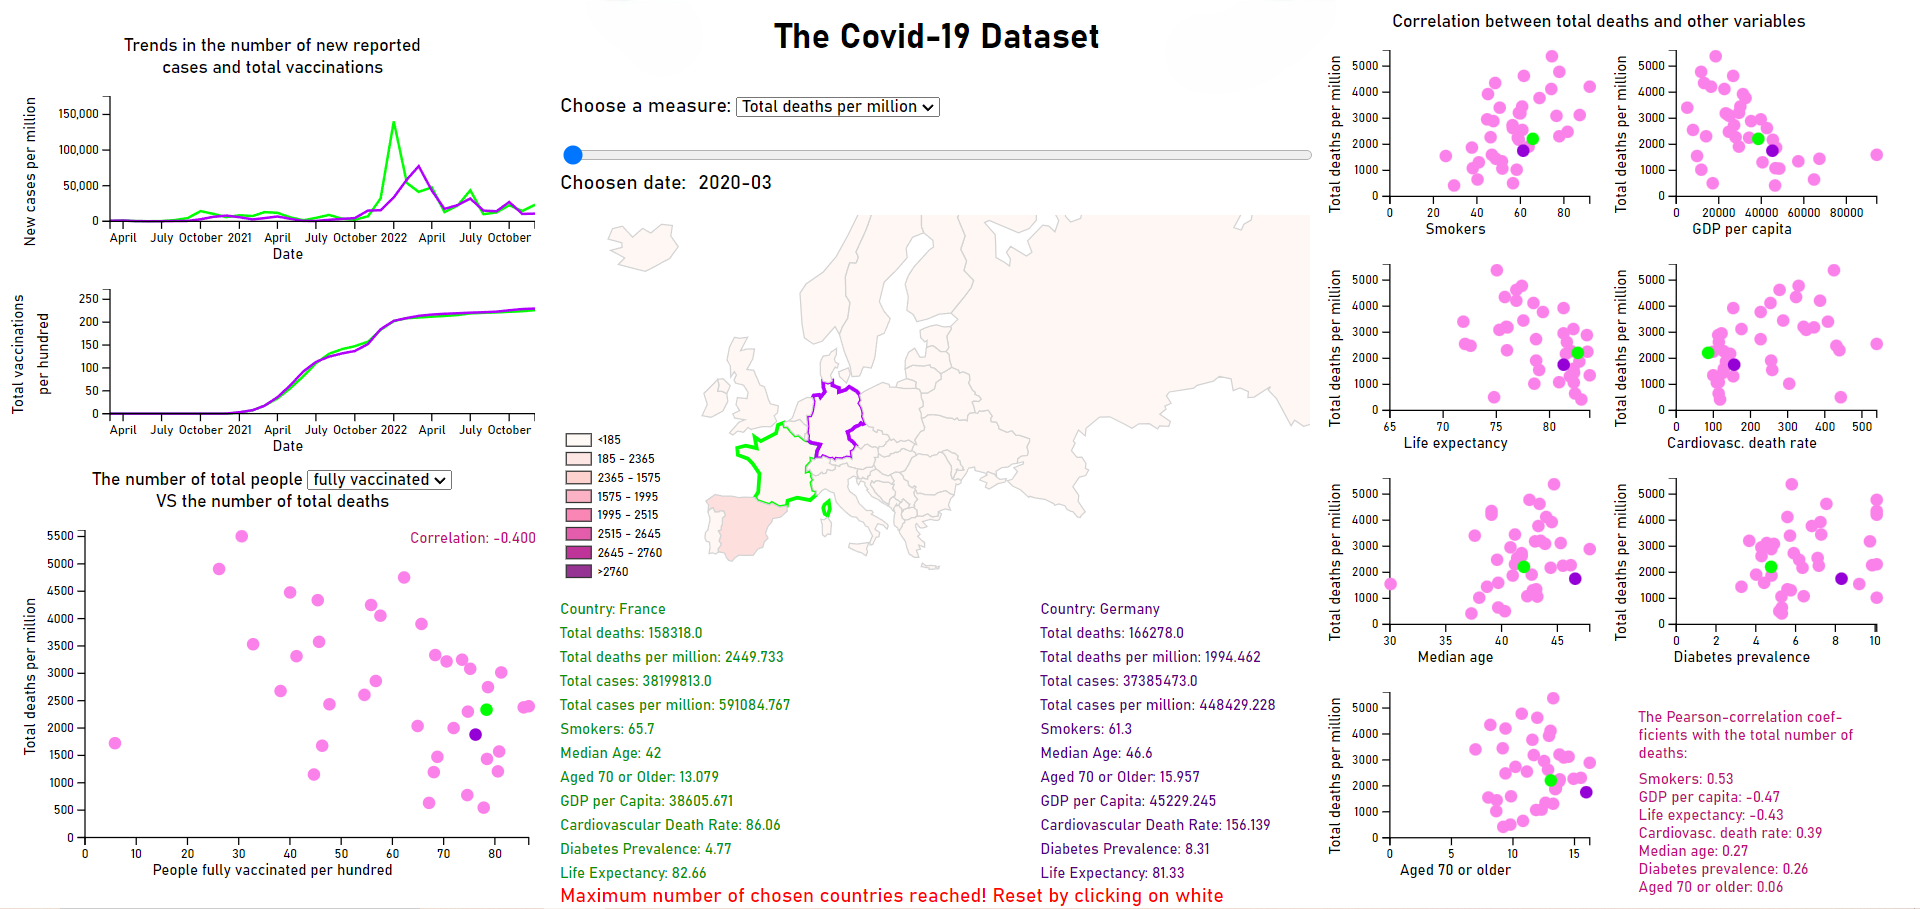 The Covid-19 Dataset
Trends in the number of new reported
cases and total vaccinations
New cases per million
150,000
100,000
50,000
0
April July October 2021 April July October 2022 April July October
Date
Total vaccinations
per hundred
250
200
150
100
50
0
April July October 2021 April July October 2022 April July October
Date
The number of total people fully vaccinated
VS the number of total deaths
Correlation: -0.400
Total deaths per million
5500
5000
4500
4000
3500
3000
2500
2000
1500
1000
500
0
0 10 20 30 40 50 60 70 80
People fully vaccinated per hundred
Choose a measure: Total deaths per million
Choosen date: 2020-03
<185
185 - 2365
2365 - 1575
1575 - 1995
1995 - 2515
2515 - 2645
2645 - 2760
>2760
Country: France
Total deaths: 158318.0
Total deaths per million: 2449.733
Total cases: 38199813.0
Total cases per million: 591084.767
Smokers: 65.7
Median Age: 42
Aged 70 or Older: 13.079
GDP per Capita: 38605.671
Cardiovascular Death Rate: 86.06
Diabetes Prevalence: 4.77
Life Expectancy: 82.66
Country: Germany
Total deaths: 166278.0
Total deaths per million: 1994.462
Total cases: 37385473.0
Total cases per million: 448429.228
Smokers: 61.3
Median Age: 46.6
Aged 70 or Older: 15.957
GDP per Capita: 45229.245
Cardiovascular Death Rate: 156.139
Diabetes Prevalence: 8.31
Life Expectancy: 81.33
Maximum number of chosen countries reached! Reset by clicking on white
Correlation between total deaths and other variables
Total deaths per million
5000
4000
3000
2000
1000
0
0 20 40 60 80
Smokers
Total deaths per million
5000
4000
3000
2000
1000
0
0 20000 40000 60000 80000
GDP per capita
Total deaths per million
5000
4000
3000
2000
1000
0
65 70 75 80
Life expectancy
Total deaths per million
5000
4000
3000
2000
1000
0
0 100 200 300 400 500
Cardiovasc. death rate
Total deaths per million
5000
4000
3000
2000
1000
0
30 35 40 45
Median age
Total deaths per million
5000
4000
3000
2000
1000
0
0 2 4 6 8 10
Diabetes prevalence
Total deaths per million
5000
4000
3000
2000
1000
0
0 5 10 15
Aged 70 or older
The Pearson-correlation coef-
ficients with the total number of
deaths:
Smokers: 0.53
GDP per capita: -0.47
Life expectancy: -0.43
Cardiovasc. death rate: 0.39
Median age: 0.27
Diabetes prevalence: 0.26
Aged 70 or older: 0.06